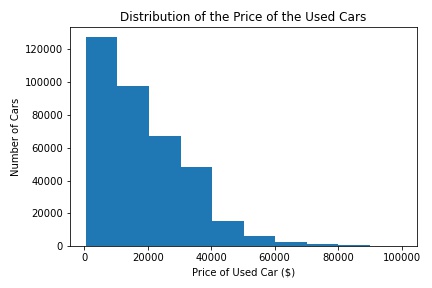 Distribution of the Price of the Used Cars
Number of Cars
120000
100000
80000
60000
40000
20000
0
0 20000 40000 60000 80000 100000
Price of Used Car ($)